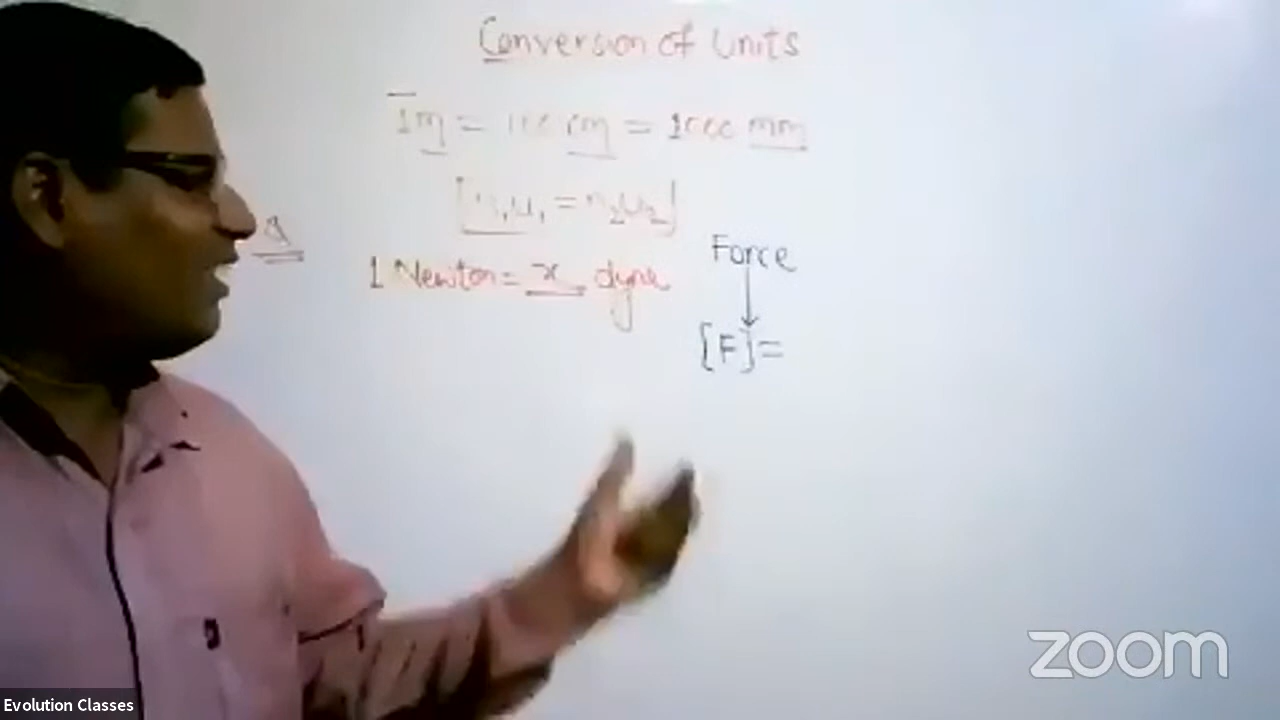 Conversion of Units
1m = 100 cm = 1000 mm
[n₁u₁ = n₂u₂]
1 Newton = x dyne
Force
↓
[F] =
zoom
Evolution Classes